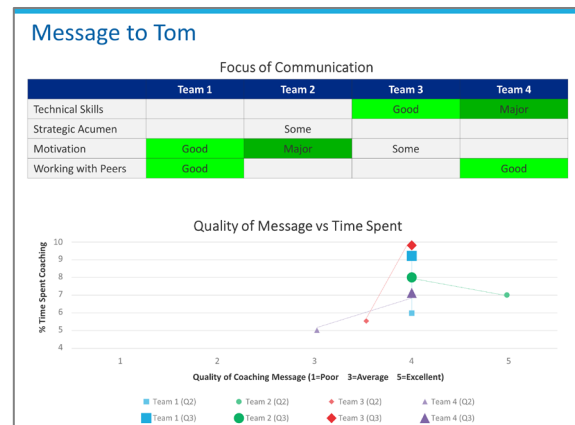 Message to Tom
Focus of Communication
Team 1 Team 2 Team 3 Team 4
Technical Skills Good Major
Strategic Acumen Some
Motivation Good Major Some
Working with Peers Good Good
Quality of Message vs Time Spent
% Time Spent Coaching
10
9
8
7
6
5
4
1 2 3 4 5
Quality of Coaching Message (1=Poor 3=Average 5=Excellent)
Team 1 (Q2) Team 2 (Q2) Team 3 (Q2) Team 4 (Q2)
Team 1 (Q3) Team 2 (Q3) Team 3 (Q3) Team 4 (Q3)